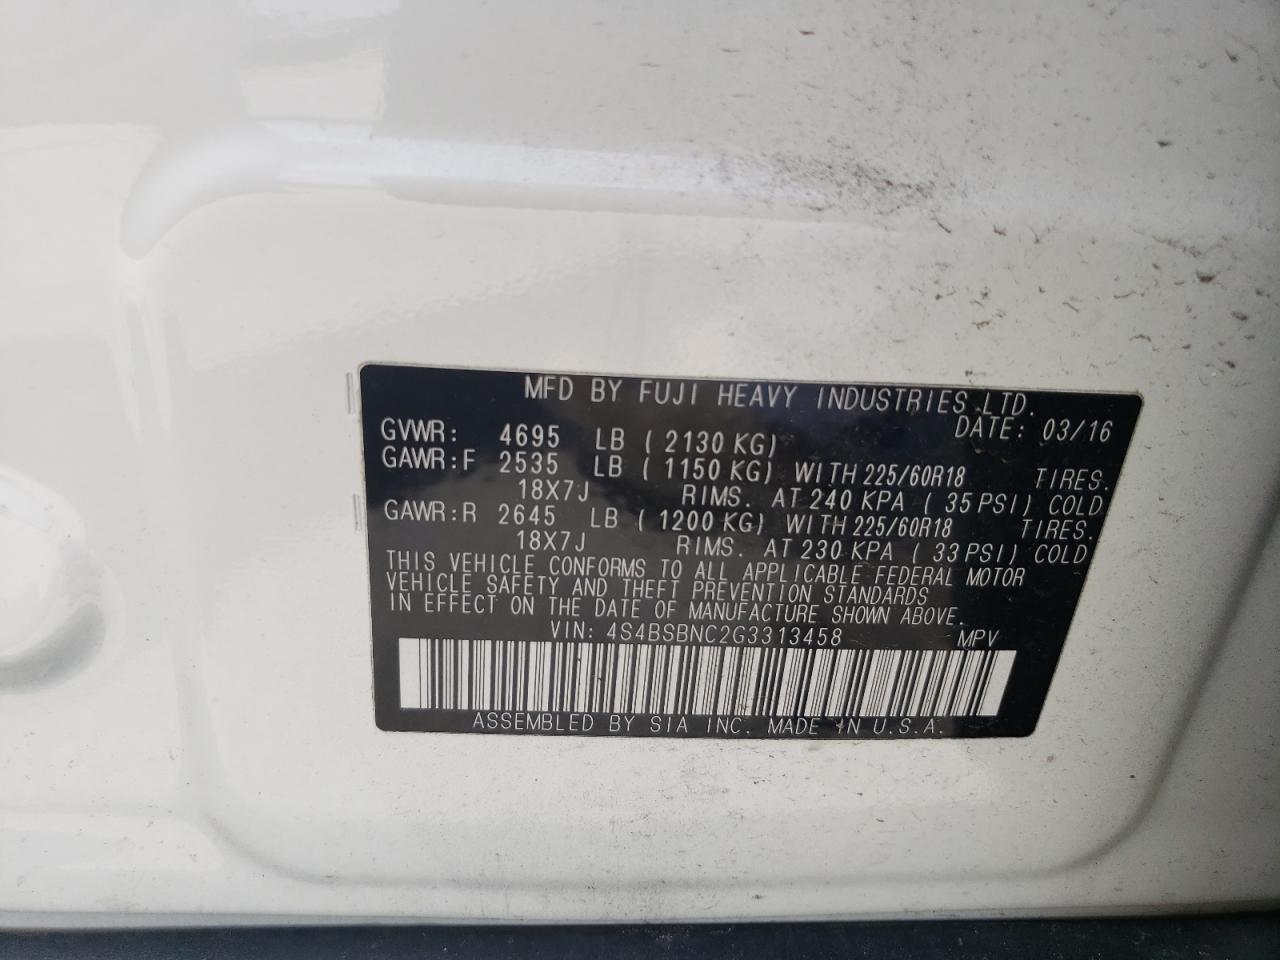 MFD BY FUJI HEAVY INDUSTRIES LTD.
DATE: 03/16
GVWR: 4695 LB ( 2130 KG)
GAWR:F 2535 LB ( 1150 KG) WITH 225/60R18 TIRES.
18X7J RIMS. AT 240 KPA ( 35 PSI) COLD
GAWR:R 2645 LB ( 1200 KG) WITH 225/60R18 TIRES.
18X7J RIMS. AT 230 KPA ( 33 PSI) COLD
THIS VEHICLE CONFORMS TO ALL APPLICABLE FEDERAL MOTOR
VEHICLE SAFETY AND THEFT PREVENTION STANDARDS
IN EFFECT ON THE DATE OF MANUFACTURE SHOWN ABOVE.
VIN: 4S4BSBNC2G3313458 MPV
ASSEMBLED BY SIA INC. MADE IN U.S.A.